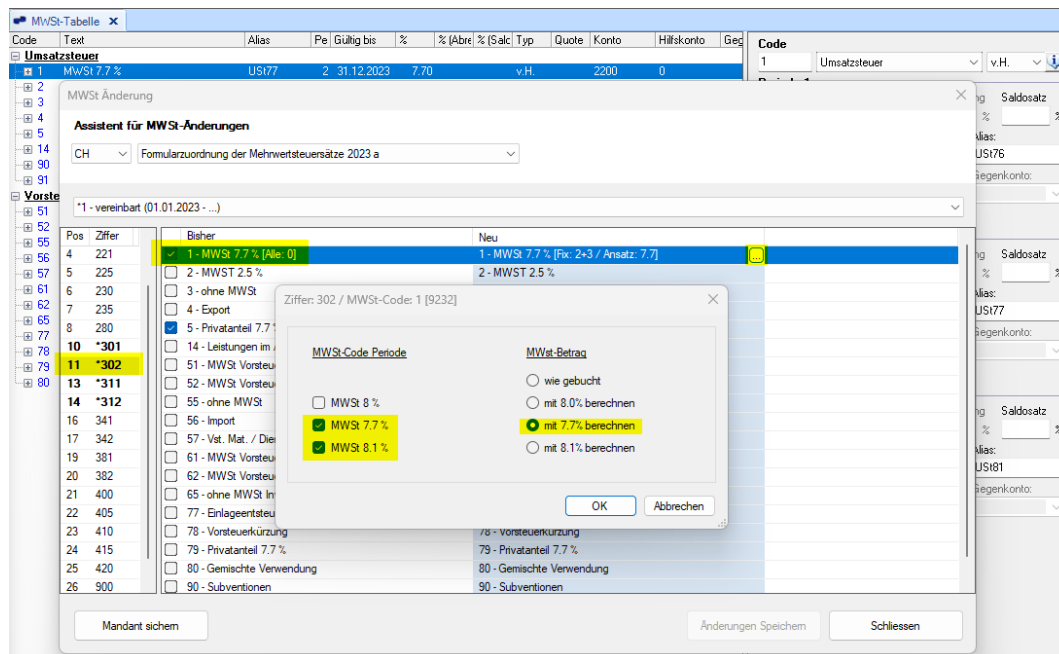 MWSt-Tabelle
Code Text Alias Pe Gültig bis % % (Abre % (Salc Typ Quote Konto Hilfskonto Geg
Umsatzsteuer
1 MWSt 7.7 % USt77 2 31.12.2023 7.70 v.H. 2200 0
2
3
4
5
14
90
91
Vorste
51
52
55
56
57
61
62
65
77
78
79
80
Code
1 Umsatzsteuer v.H.
ng Saldosatz
% %
Alias:
USt76
Gegenkonto:
ng Saldosatz
% %
Alias:
USt77
Gegenkonto:
ng Saldosatz
% %
Alias:
USt81
Gegenkonto:
MWSt Änderung
Assistent für MWSt-Änderungen
CH Formularzuordnung der Mehrwertsteuersätze 2023 a
*1 - vereinbart (01.01.2023 - ...)
Pos Ziffer Bisher Neu
4 221 1 - MWSt 7.7 % [Alle: 0] 1 - MWSt 7.7 % [Fix: 2+3 / Ansatz: 7.7] ...
5 225 2 - MWST 2.5 % 2 - MWST 2.5 %
6 230 3 - ohne MWSt
7 235 4 - Export
8 280 5 - Privatanteil 7.7
10 *301 14 - Leistungen im
11 *302 51 - MWSt Vorsteu
13 *311 52 - MWSt Vorsteu
14 *312 55 - ohne MWSt
16 341 56 - Import
17 342 57 - Vst. Mat. / Die
19 381 61 - MWSt Vorsteu
20 382 62 - MWSt Vorsteu
21 400 65 - ohne MWSt In
22 405 77 - Einlageentsteu
23 410 78 - Vorsteuerkürzung 78 - Vorsteuerkürzung
24 415 79 - Privatanteil 7.7 % 79 - Privatanteil 7.7 %
25 420 80 - Gemischte Verwendung 80 - Gemischte Verwendung
26 900 90 - Subventionen 90 - Subventionen
Ziffer: 302 / MWSt-Code: 1 [9232]
MWSt-Code Periode MWst-Betrag
wie gebucht
MWSt 8 % mit 8.0% berechnen
MWSt 7.7 % mit 7.7% berechnen
MWSt 8.1 % mit 8.1% berechnen
OK Abbrechen
Mandant sichern Änderungen Speichern Schliessen